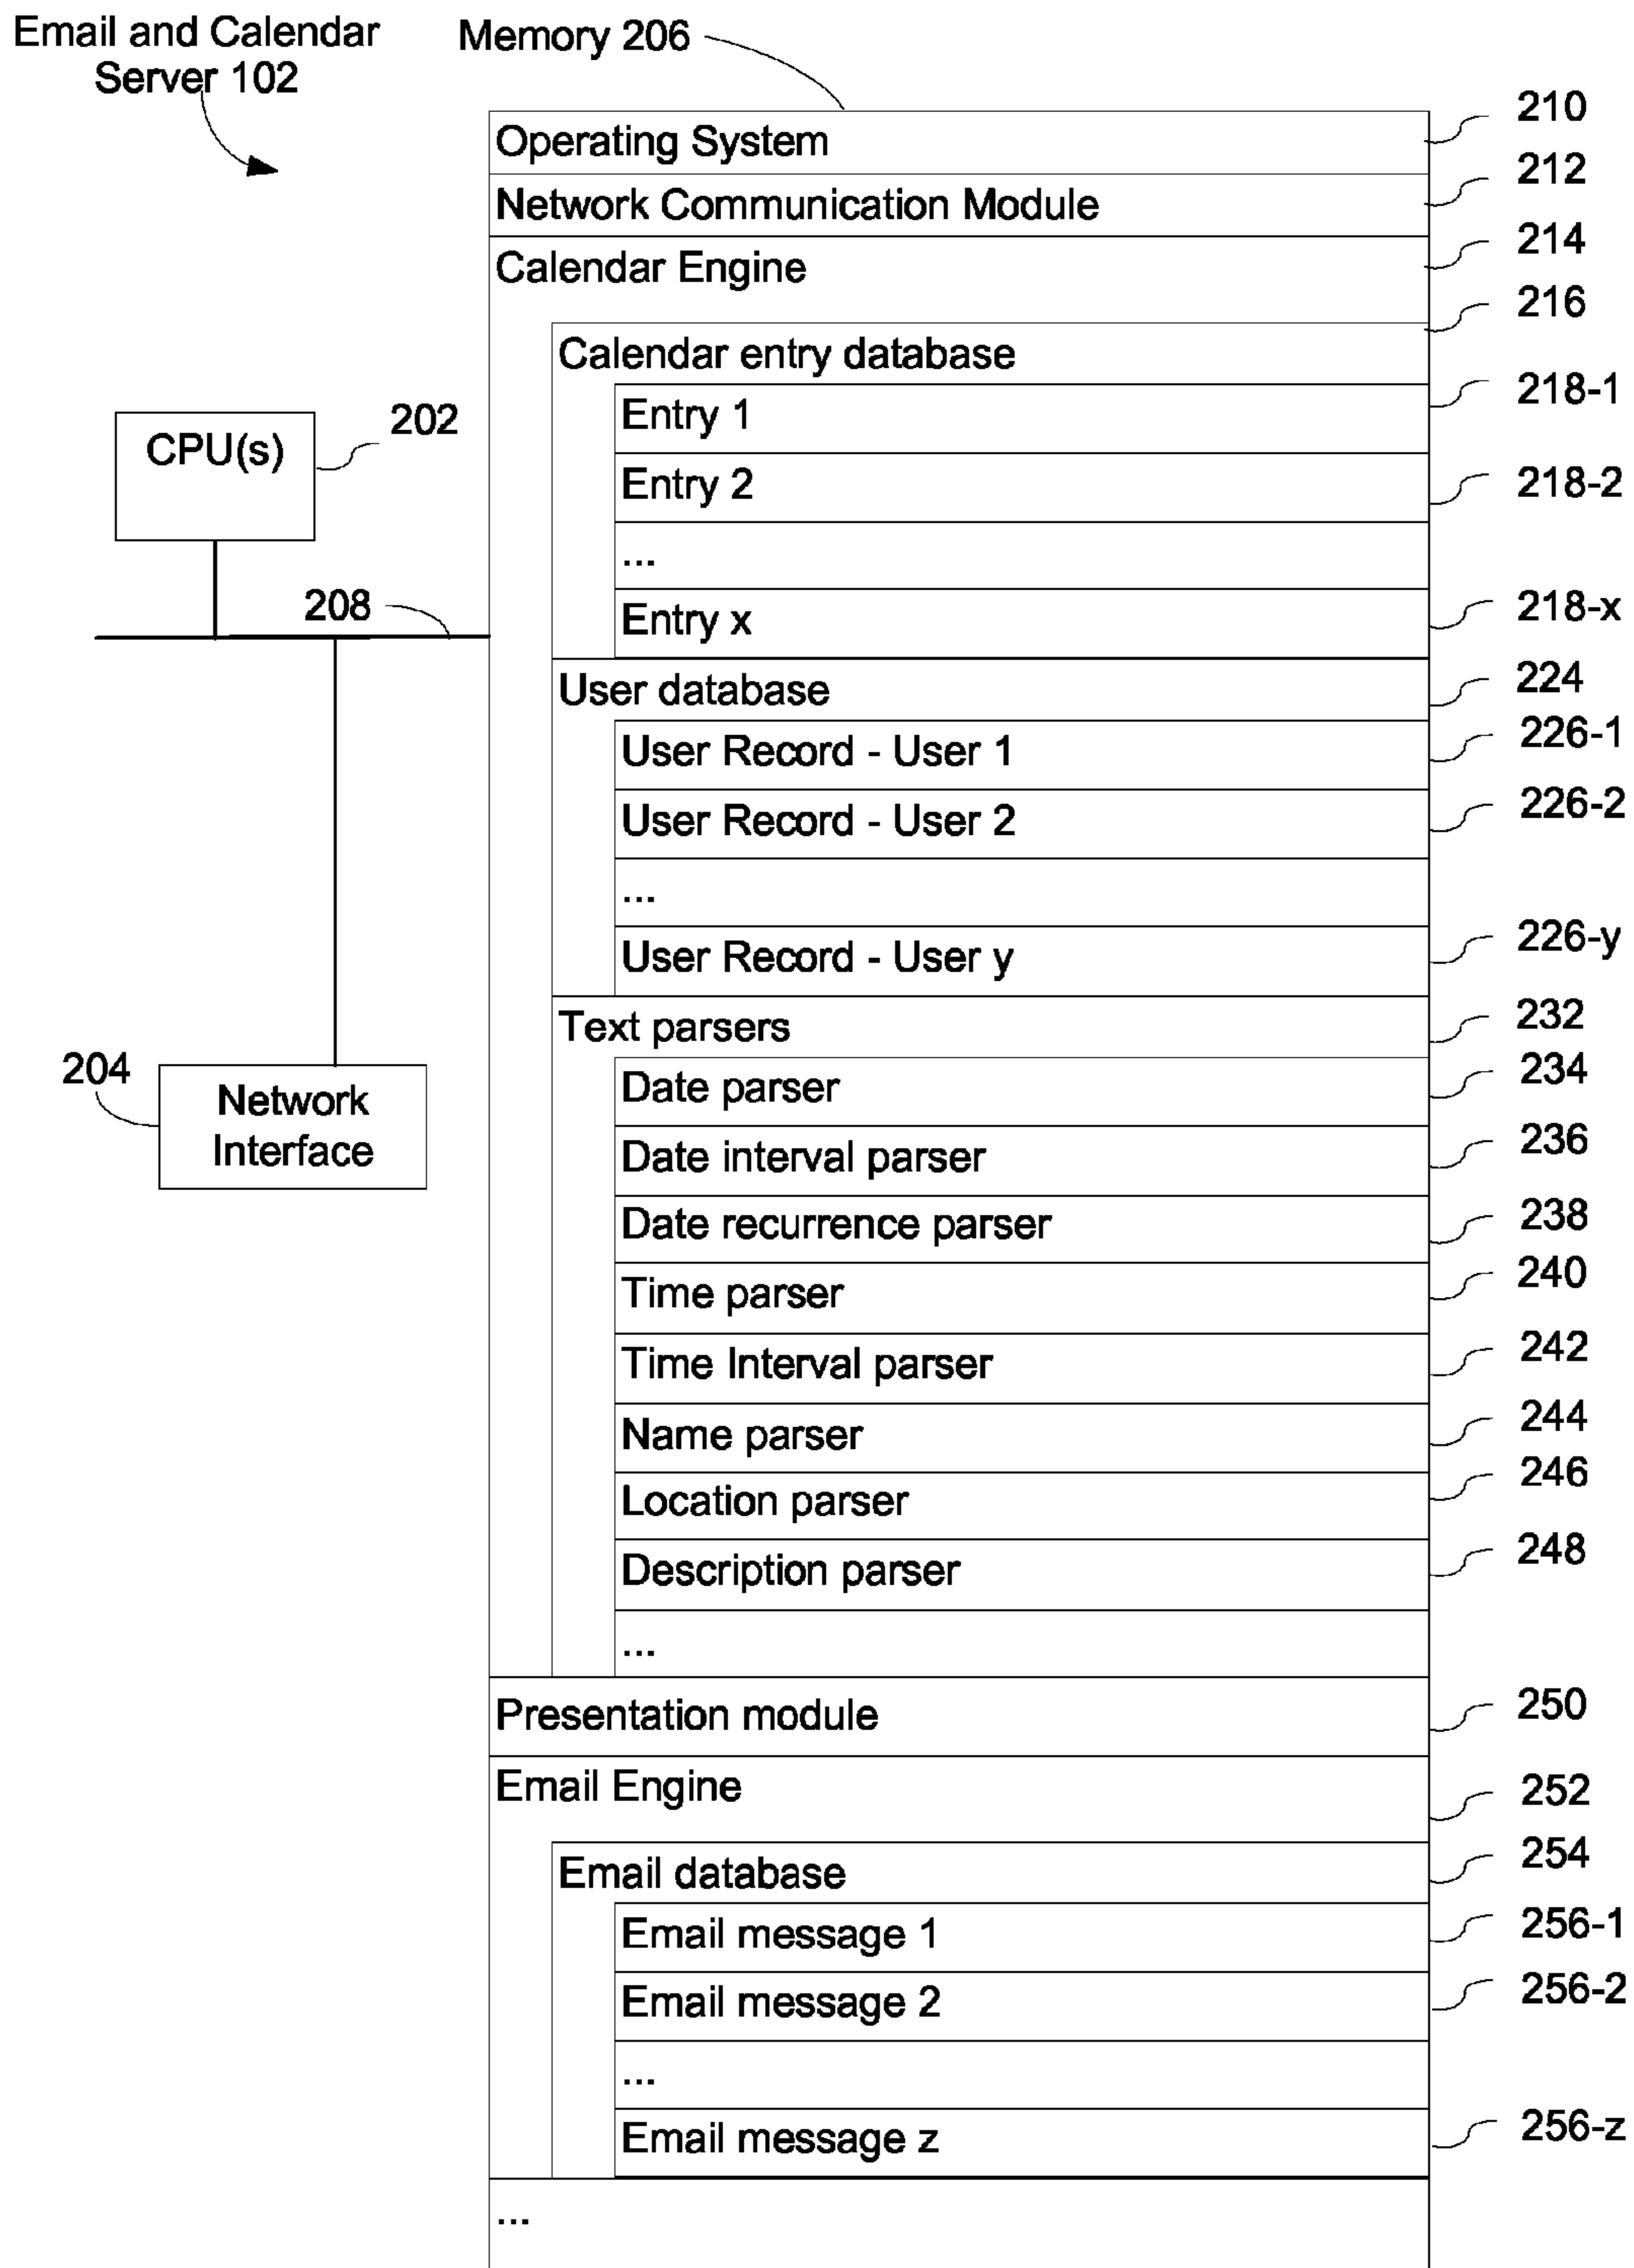 Email and Calendar
Server 102
Memory 206
Operating System
210
Network Communication Module
212
Calendar Engine
214
216
Calendar entry database
Entry 1
218-1
Entry 2
218-2
...
Entry x
218-x
CPU(s)
202
208
User database
224
User Record - User 1
226-1
User Record - User 2
226-2
...
User Record - User y
226-y
Text parsers
232
Date parser
234
204
Network
Interface
Date interval parser
236
Date recurrence parser
238
Time parser
240
Time Interval parser
242
Name parser
244
Location parser
246
Description parser
248
...
Presentation module
250
Email Engine
252
Email database
254
Email message 1
256-1
Email message 2
256-2
...
Email message z
256-z
...